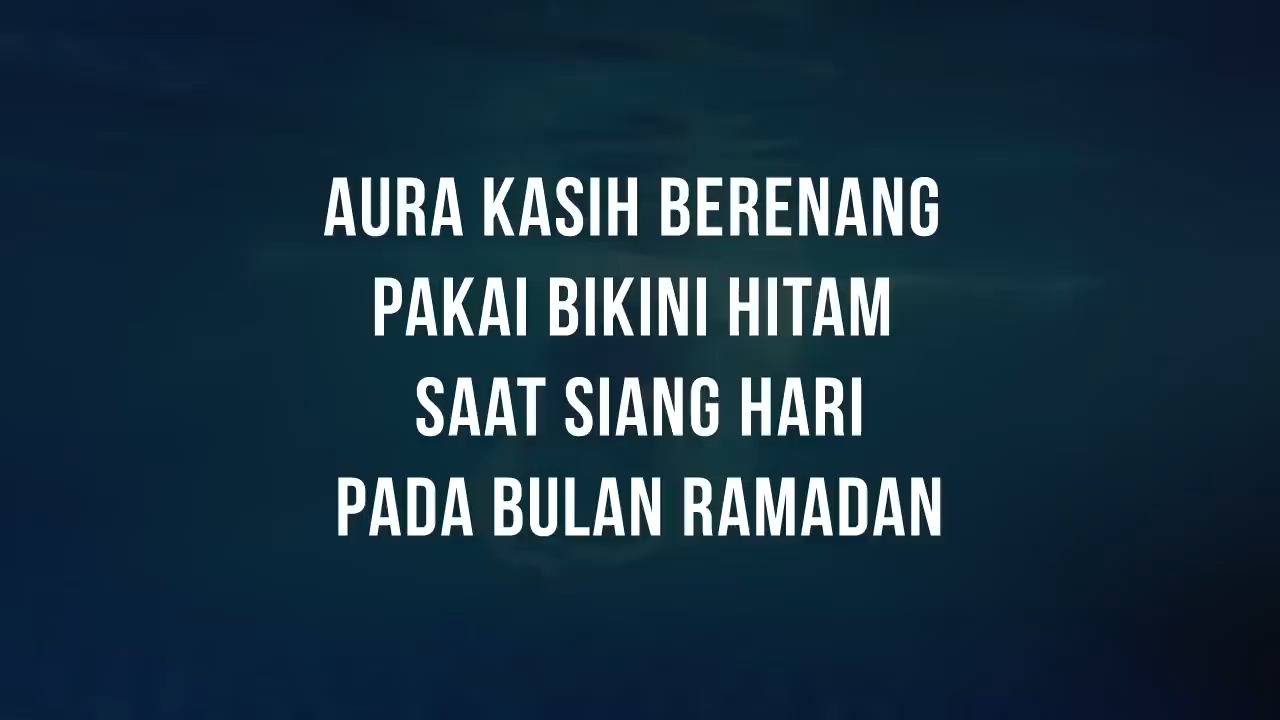 AURA KASIH BERENANG
PAKAI BIKINI HITAM
SAAT SIANG HARI
PADA BULAN RAMADAN